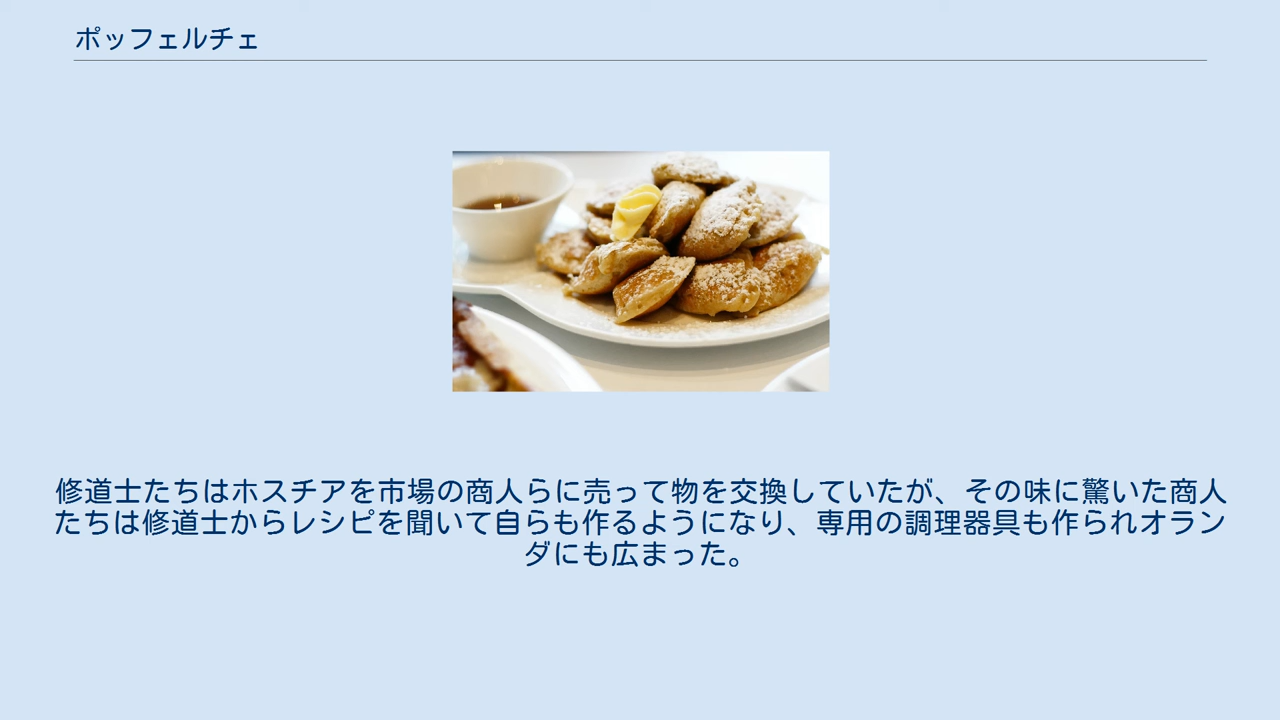 ポッフェルチェ
修道士たちはホスチアを市場の商人らに売って物を交換していたが、その味に驚いた商人
たちは修道士からレシピを聞いて自らも作るようになり、専用の調理器具も作られオラン
ダにも広まった。